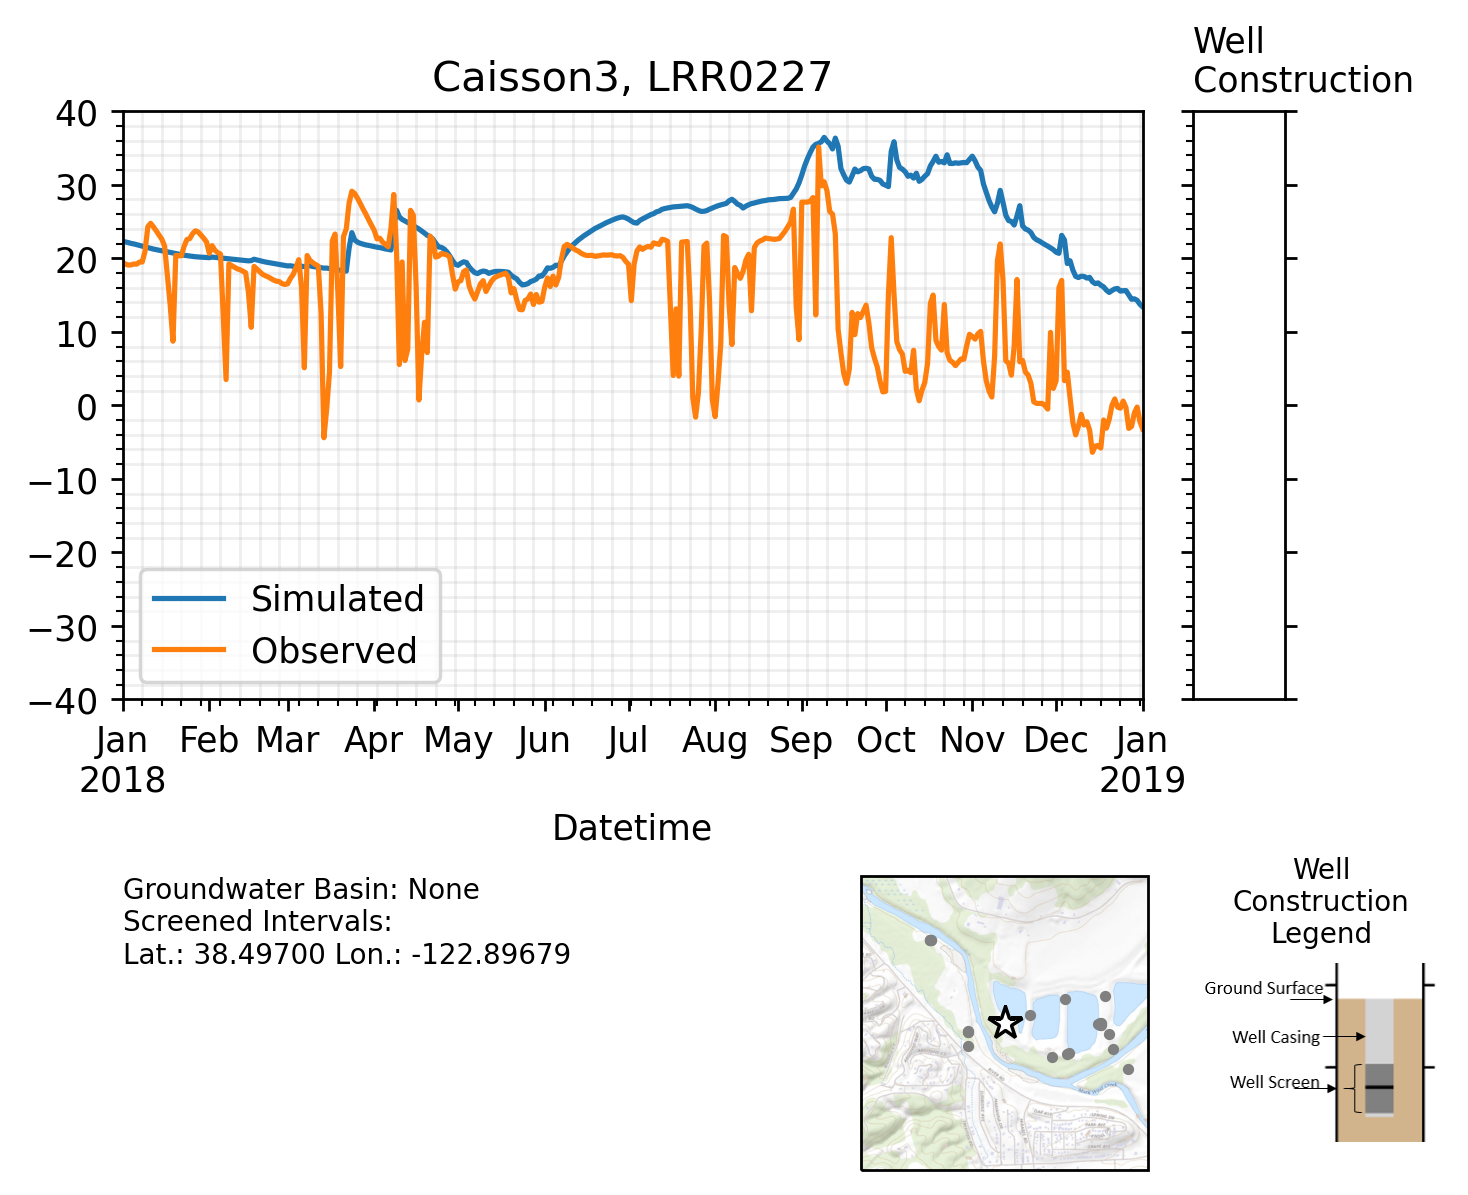 Caisson3, LRR0227
Well
Construction
40
30
20
10
0
−10
−20
−30
−40
Simulated
Observed
Jan Feb Mar Apr May Jun Jul Aug Sep Oct Nov Dec Jan
2018 2019
Datetime
Groundwater Basin: None
Screened Intervals:
Lat.: 38.49700 Lon.: -122.89679
Well
Construction
Legend
Ground Surface
Well Casing
Well Screen